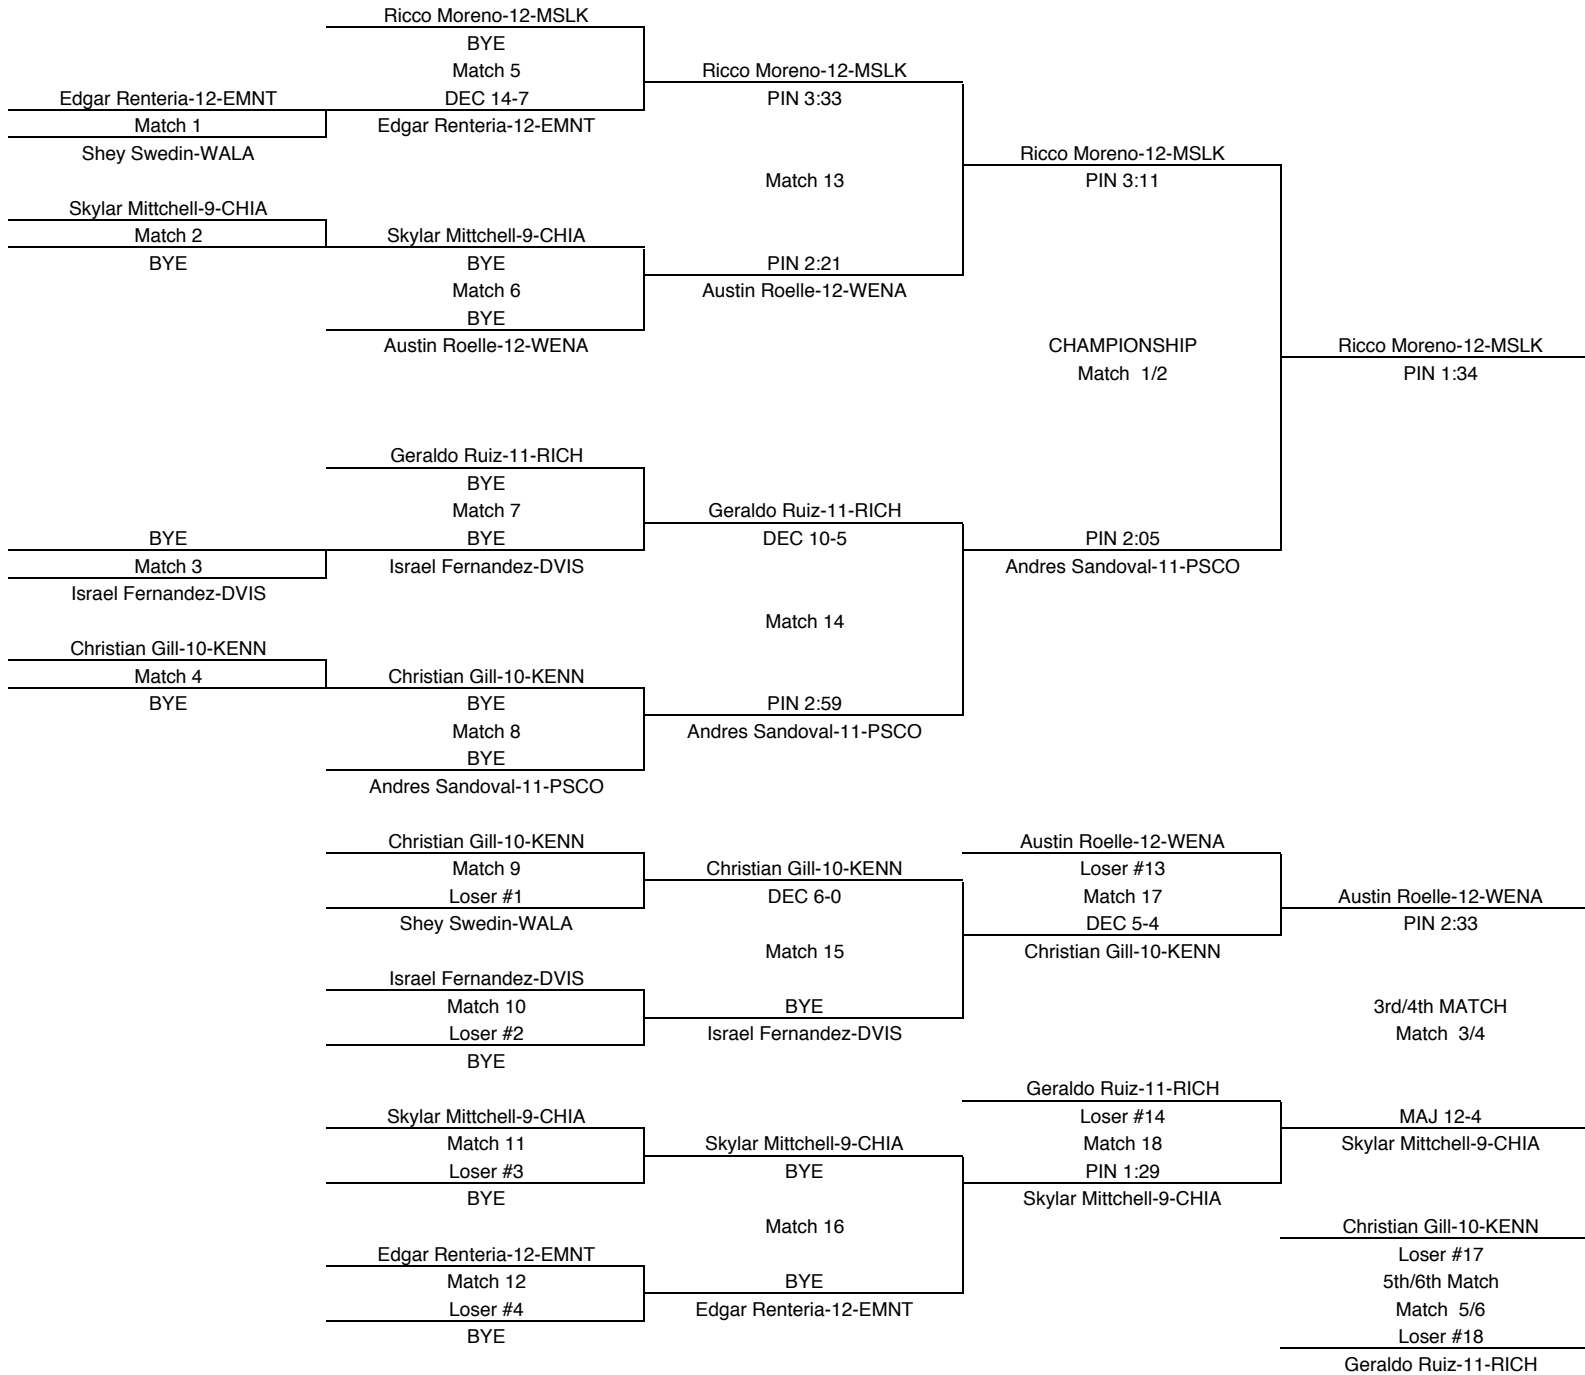 Ricco Moreno-12-MSLK
BYE
Match 5
DEC 14-7
Edgar Renteria-12-EMNT
Edgar Renteria-12-EMNT
Match 1
Shey Swedin-WALA
Ricco Moreno-12-MSLK
PIN 3:33
Match 13
PIN 2:21
Austin Roelle-12-WENA
Skylar Mittchell-9-CHIA
Match 2
BYE
Skylar Mittchell-9-CHIA
BYE
Match 6
BYE
Austin Roelle-12-WENA
Ricco Moreno-12-MSLK
PIN 3:11
CHAMPIONSHIP
Match 1/2
PIN 2:05
Andres Sandoval-11-PSCO
Ricco Moreno-12-MSLK
PIN 1:34
Geraldo Ruiz-11-RICH
BYE
Match 7
BYE
Israel Fernandez-DVIS
BYE
Match 3
Israel Fernandez-DVIS
Geraldo Ruiz-11-RICH
DEC 10-5
Match 14
PIN 2:59
Andres Sandoval-11-PSCO
Christian Gill-10-KENN
Match 4
BYE
Christian Gill-10-KENN
BYE
Match 8
BYE
Andres Sandoval-11-PSCO
Christian Gill-10-KENN
Match 9
Loser #1
Shey Swedin-WALA
Christian Gill-10-KENN
DEC 6-0
Match 15
BYE
Israel Fernandez-DVIS
Israel Fernandez-DVIS
Match 10
Loser #2
BYE
Austin Roelle-12-WENA
Loser #13
Match 17
DEC 5-4
Christian Gill-10-KENN
Austin Roelle-12-WENA
PIN 2:33
3rd/4th MATCH
Match 3/4
MAJ 12-4
Skylar Mittchell-9-CHIA
Skylar Mittchell-9-CHIA
Match 11
Loser #3
BYE
Skylar Mittchell-9-CHIA
BYE
Match 16
BYE
Edgar Renteria-12-EMNT
Edgar Renteria-12-EMNT
Match 12
Loser #4
BYE
Geraldo Ruiz-11-RICH
Loser #14
Match 18
PIN 1:29
Skylar Mittchell-9-CHIA
Christian Gill-10-KENN
Loser #17
5th/6th Match
Match 5/6
Loser #18
Geraldo Ruiz-11-RICH